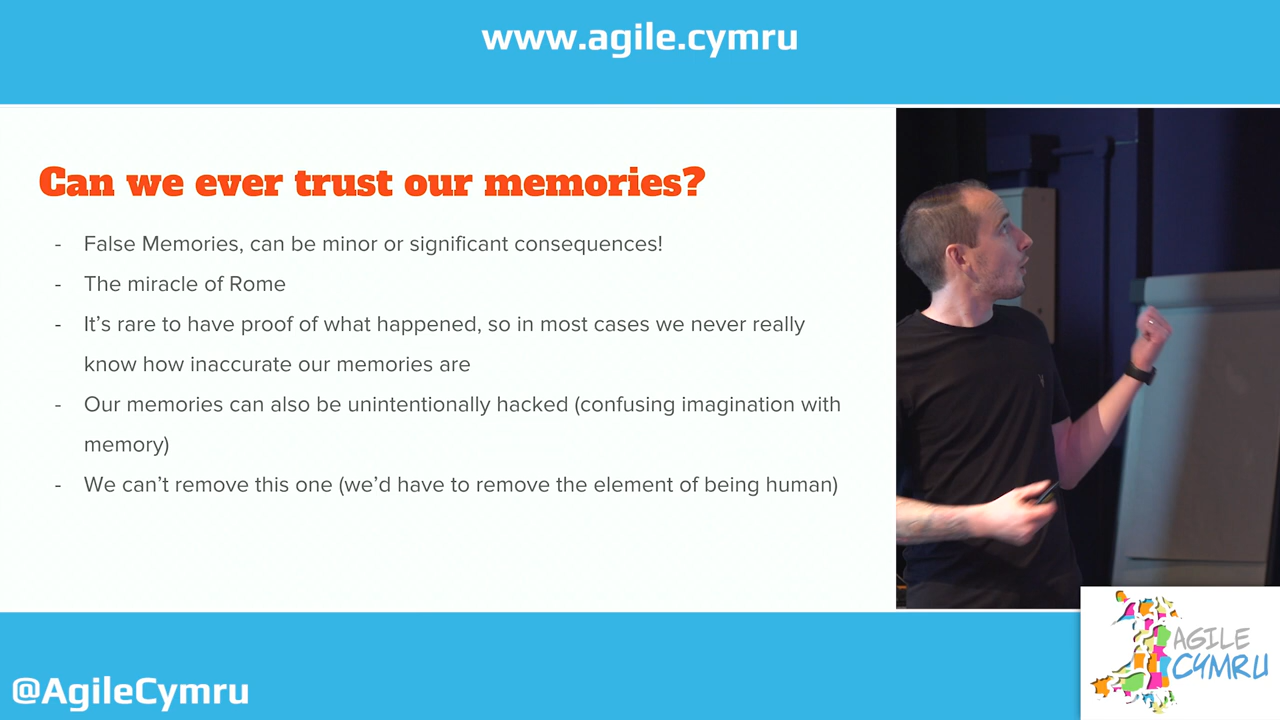 www.agile.cymru
Can we ever trust our memories?
- False Memories, can be minor or significant consequences!
- The miracle of Rome
- It’s rare to have proof of what happened, so in most cases we never really
know how inaccurate our memories are
- Our memories can also be unintentionally hacked (confusing imagination with
memory)
- We can’t remove this one (we’d have to remove the element of being human)
@AgileCymru
AGILE
CYMRU